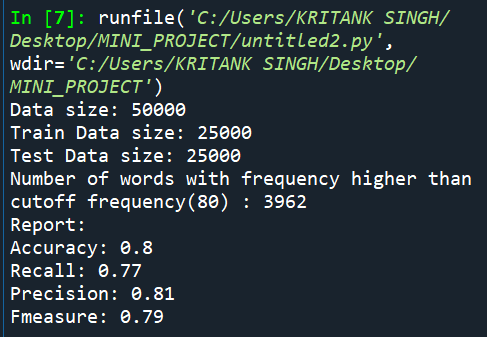 In [7]: runfile('C:/Users/KRITANK SINGH/
Desktop/MINI_PROJECT/untitled2.py',
wdir='C:/Users/KRITANK SINGH/Desktop/
MINI_PROJECT')
Data size: 50000
Train Data size: 25000
Test Data size: 25000
Number of words with frequency higher than
cutoff frequency(80) : 3962
Report:
Accuracy: 0.8
Recall: 0.77
Precision: 0.81
Fmeasure: 0.79